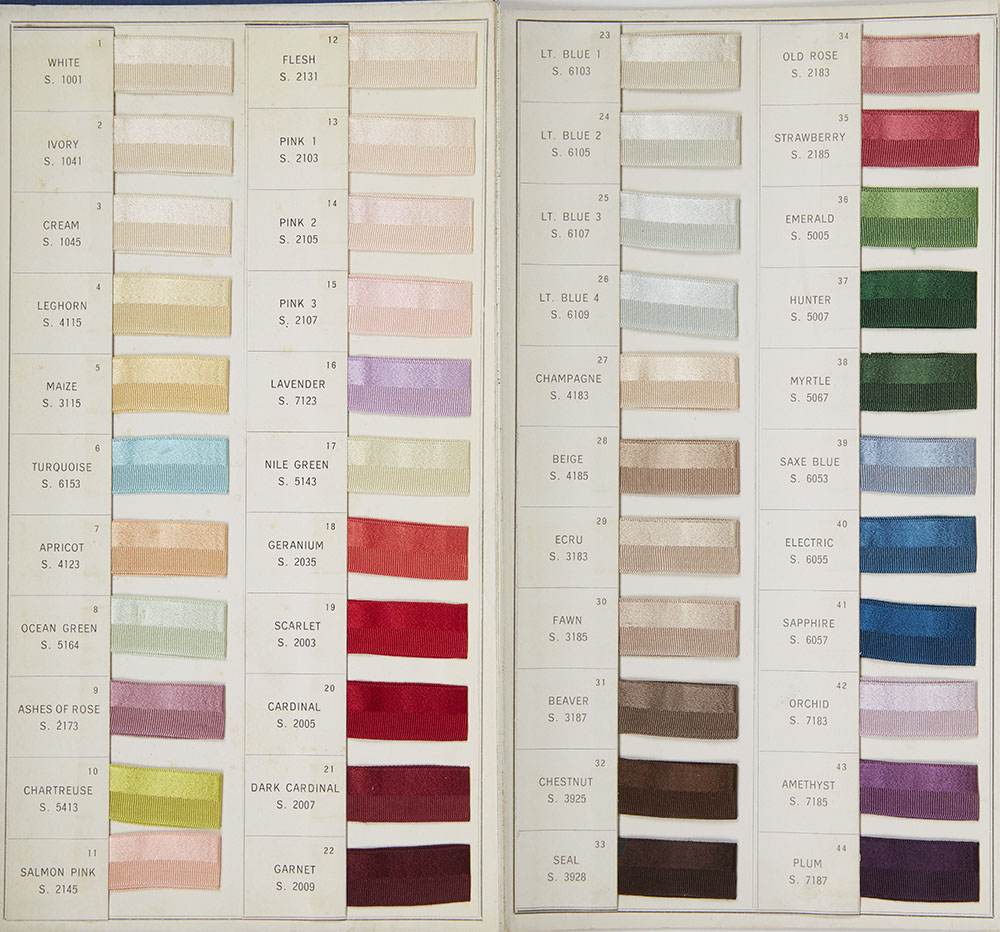 1
WHITE
S. 1001
2
IVORY
S. 1041
3
CREAM
S. 1045
4
LEGHORN
S. 4115
5
MAIZE
S. 3115
6
TURQUOISE
S. 6153
7
APRICOT
S. 4123
8
OCEAN GREEN
S. 5164
9
ASHES OF ROSE
S. 2173
10
CHARTREUSE
S. 5413
11
SALMON PINK
S. 2145
12
FLESH
S. 2131
13
PINK 1
S. 2103
14
PINK 2
S. 2105
15
PINK 3
S. 2107
16
LAVENDER
S. 7123
17
NILE GREEN
S. 5143
18
GERANIUM
S. 2035
19
SCARLET
S. 2003
20
CARDINAL
S. 2005
21
DARK CARDINAL
S. 2007
22
GARNET
S. 2009
23
LT. BLUE 1
S. 6103
24
LT. BLUE 2
S. 6105
25
LT. BLUE 3
S. 6107
26
LT. BLUE 4
S. 6109
27
CHAMPAGNE
S. 4183
28
BEIGE
S. 4185
29
ECRU
S. 3183
30
FAWN
S. 3185
31
BEAVER
S. 3187
32
CHESTNUT
S. 3925
33
SEAL
S. 3928
34
OLD ROSE
S. 2183
35
STRAWBERRY
S. 2185
36
EMERALD
S. 5005
37
HUNTER
S. 5007
38
MYRTLE
S. 5067
39
SAXE BLUE
S. 6053
40
ELECTRIC
S. 6055
41
SAPPHIRE
S. 6057
42
ORCHID
S. 7183
43
AMETHYST
S. 7185
44
PLUM
S. 7187